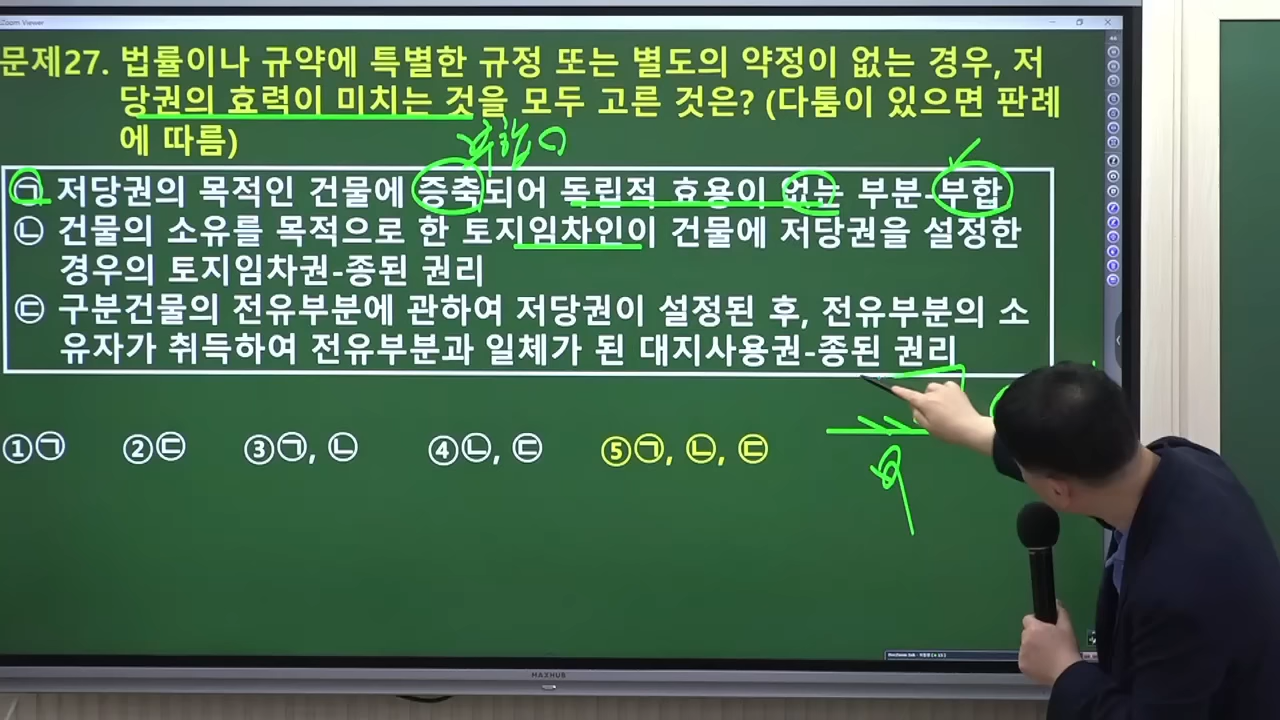 Zoom Viewer
문제27. 법률이나 규약에 특별한 규정 또는 별도의 약정이 없는 경우, 저
당권의 효력이 미치는 것을 모두 고른 것은? (다툼이 있으면 판례
에 따름)
㉠ 저당권의 목적인 건물에 증축되어 독립적 효용이 없는 부분-부합
㉡ 건물의 소유를 목적으로 한 토지임차인이 건물에 저당권을 설정한
경우의 토지임차권-종된 권리
㉢ 구분건물의 전유부분에 관하여 저당권이 설정된 후, 전유부분의 소
유자가 취득하여 전유부분과 일체가 된 대지사용권-종된 권리
①㉠ ②㉢ ③㉠, ㉡ ④㉡, ㉢ ⑤㉠, ㉡, ㉢
MAXHUB